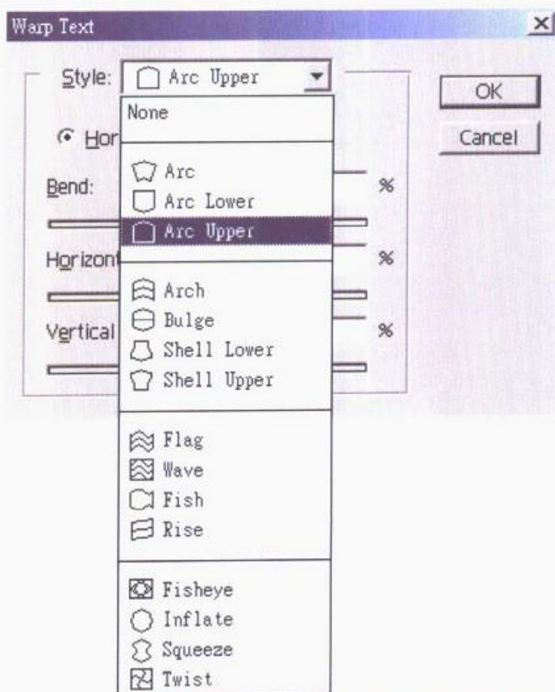 Warp Text
Style: Arc Upper
OK
None
Hor
Cancel
Arc
Bend: %
Arc Lower
Arc Upper
Horizont %
Arch
Bulge
Vertical %
Shell Lower
Shell Upper
Flag
Wave
Fish
Rise
Fisheye
Inflate
Squeeze
Twist